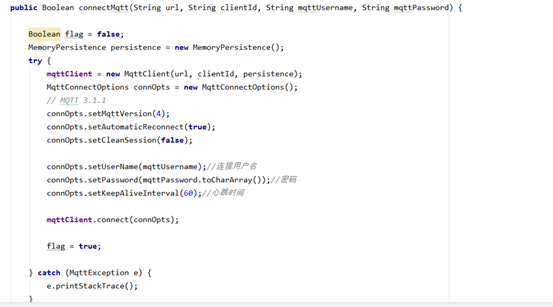 public Boolean connectMqtt(String url, String clientId, String mqttUsername, String mqttPassword) {
Boolean flag = false;
MemoryPersistence persistence = new MemoryPersistence();
try {
mqttClient = new MqttClient(url, clientId, persistence);
MqttConnectOptions connOpts = new MqttConnectOptions();
// MQTT 3.1.1
connOpts.setMqttVersion(4);
connOpts.setAutomaticReconnect(true);
connOpts.setCleanSession(false);
connOpts.setUserName(mqttUsername);//连接用户名
connOpts.setPassword(mqttPassword.toCharArray());//密码
connOpts.setKeepAliveInterval(60);//心跳时间
mqttClient.connect(connOpts);
flag = true;
} catch (MqttException e) {
e.printStackTrace();
}